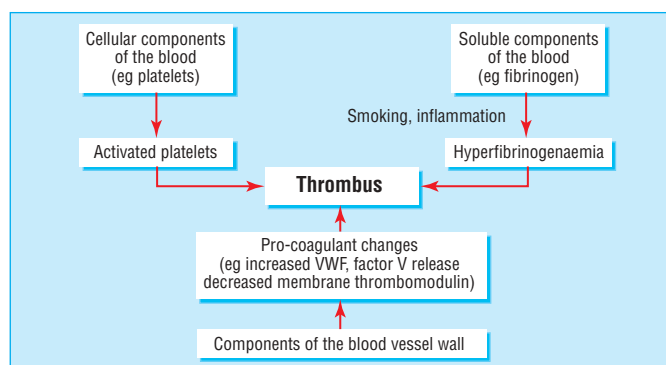 Cellular components
of the blood
(eg platelets)
Soluble components
of the blood
(eg fibrinogen)
Smoking, inflammation
Activated platelets
Hyperfibrinogenaemia
Thrombus
Pro-coagulant changes
(eg increased VWF, factor V release
decreased membrane thrombomodulin)
Components of the blood vessel wall